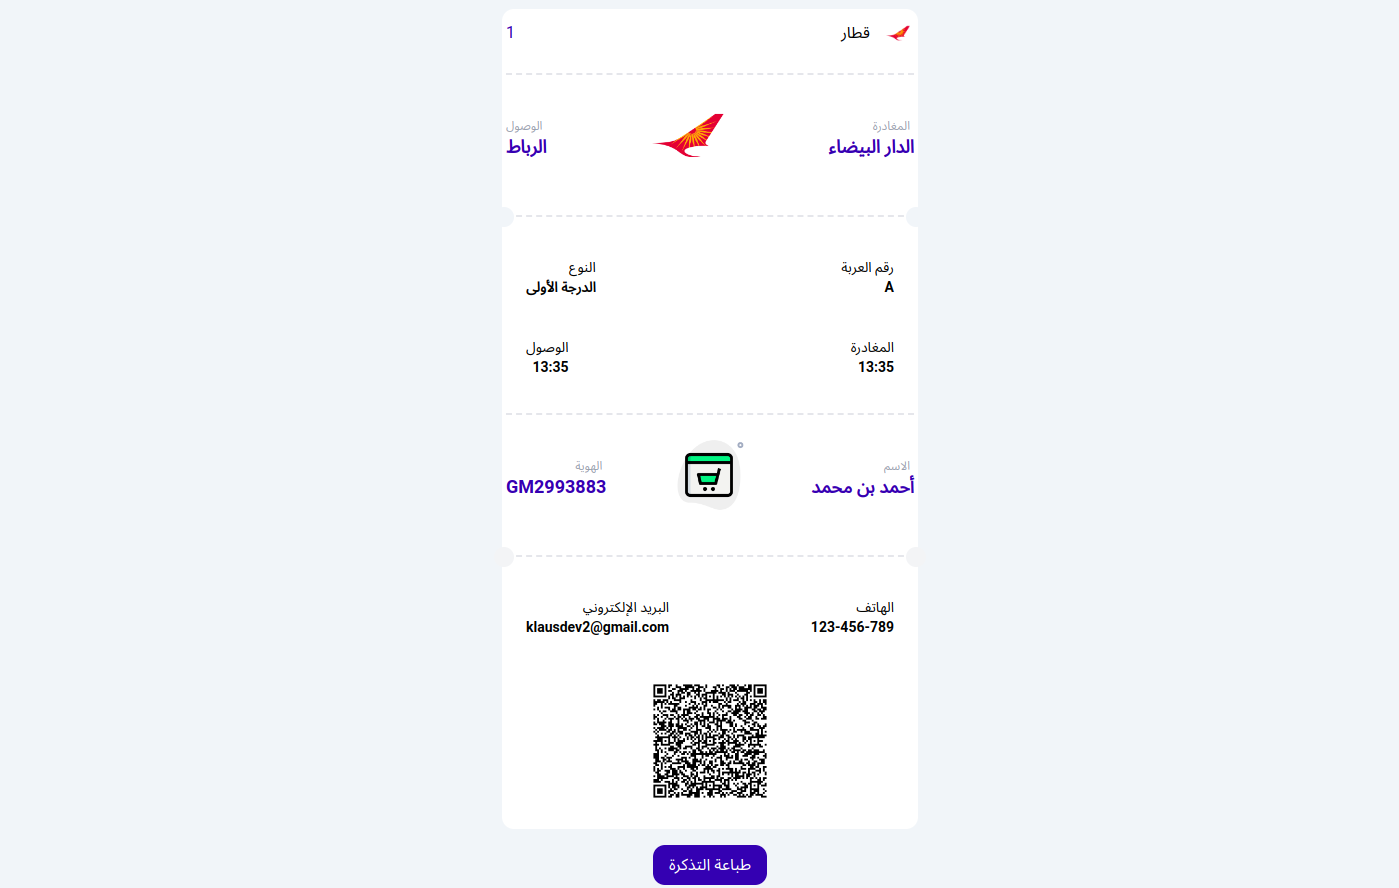 قطار
1
المغادرة
الوصول
الدار البيضاء
الرباط
رقم العربة
النوع
A
الدرجة الأولى
المغادرة
الوصول
13:35
13:35
الاسم
الهوية
أحمد بن محمد
GM2993883
الهاتف
البريد الإلكتروني
123-456-789
klausdev2@gmail.com
طباعة التذكرة